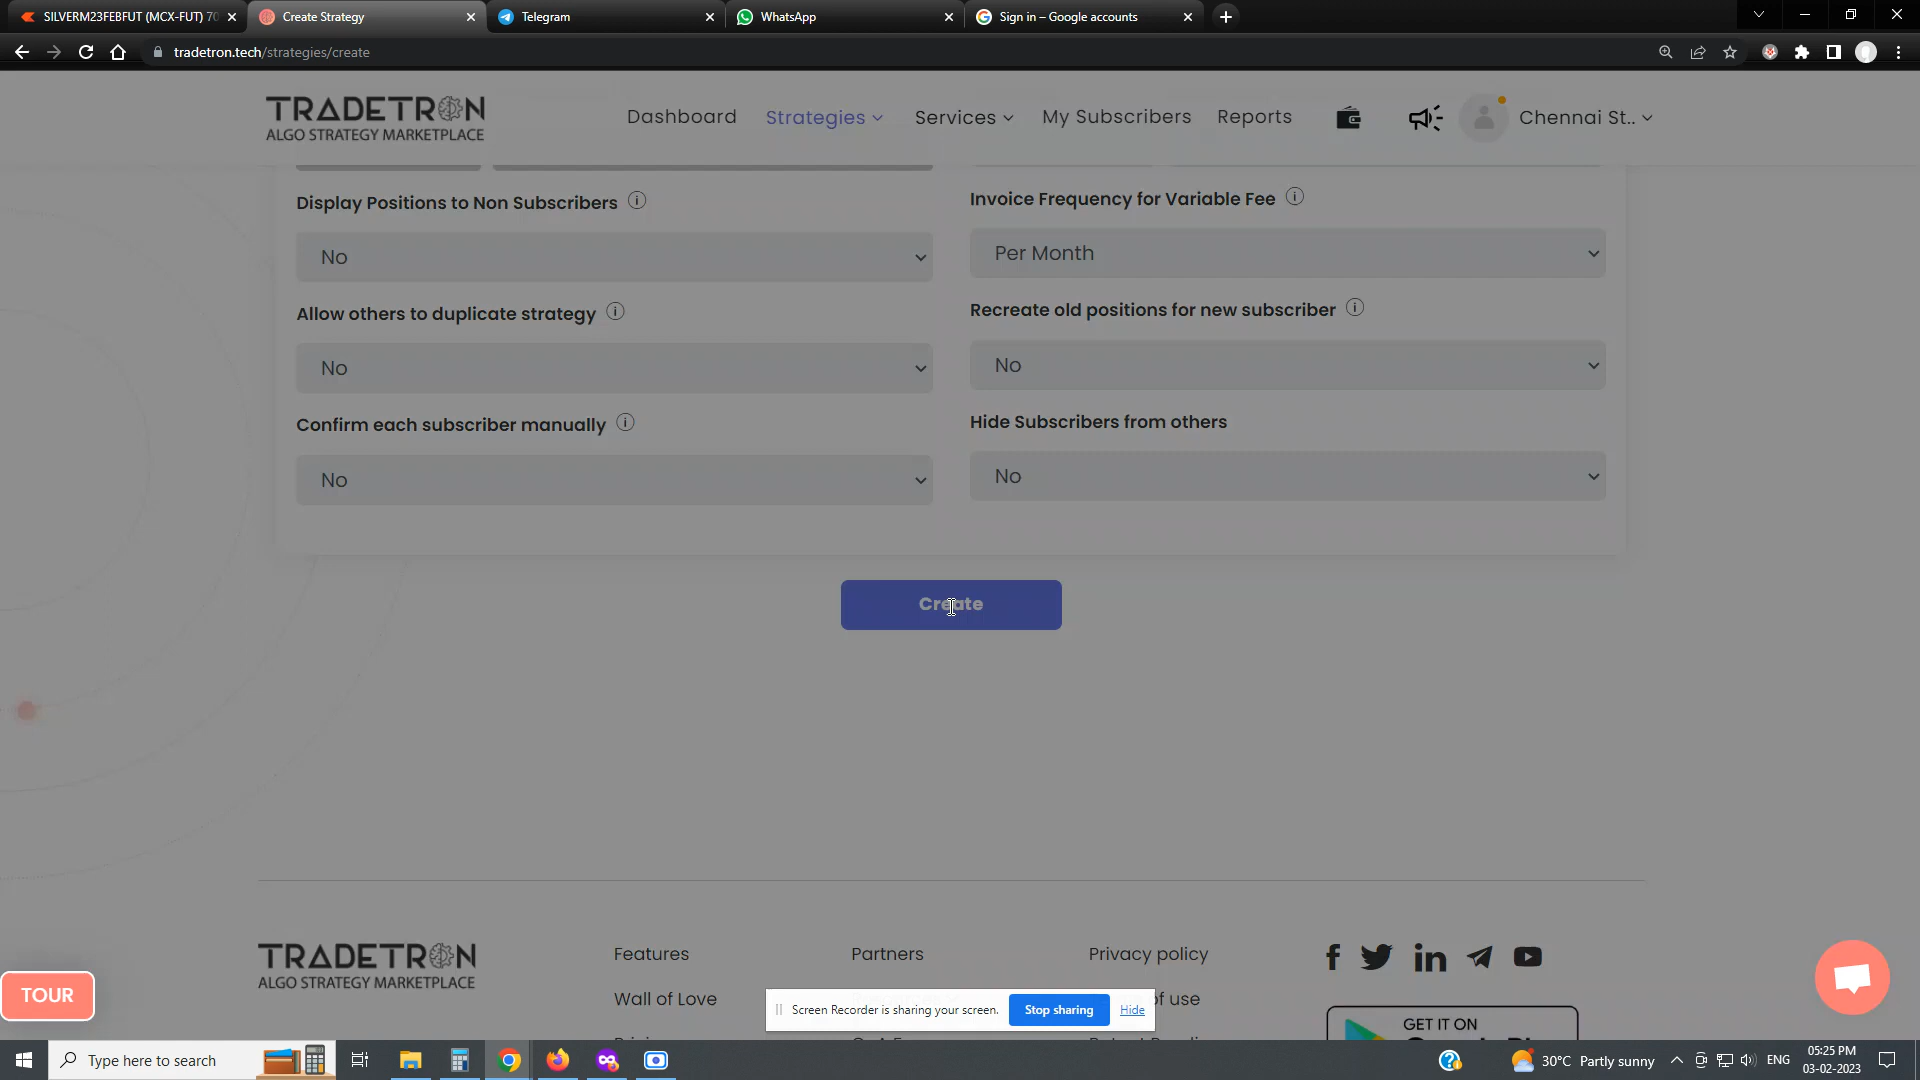 SILVERM23FEBFUT (MCX-FUT) 70
Create Strategy
Telegram
WhatsApp
Sign in – Google accounts
tradetron.tech/strategies/create
TRADETRON
ALGO STRATEGY MARKETPLACE
Dashboard
Strategies
Services
My Subscribers
Reports
Chennai St..
Display Positions to Non Subscribers
Invoice Frequency for Variable Fee
No
Per Month
Allow others to duplicate strategy
Recreate old positions for new subscriber
No
No
Confirm each subscriber manually
Hide Subscribers from others
No
No
Create
TRADETRON
ALGO STRATEGY MARKETPLACE
Features
Partners
Privacy policy
Wall of Love
of use
TOUR
Screen Recorder is sharing your screen.
Stop sharing
Hide
GET IT ON
Type here to search
30°C Partly sunny
ENG
05:25 PM
03-02-2023